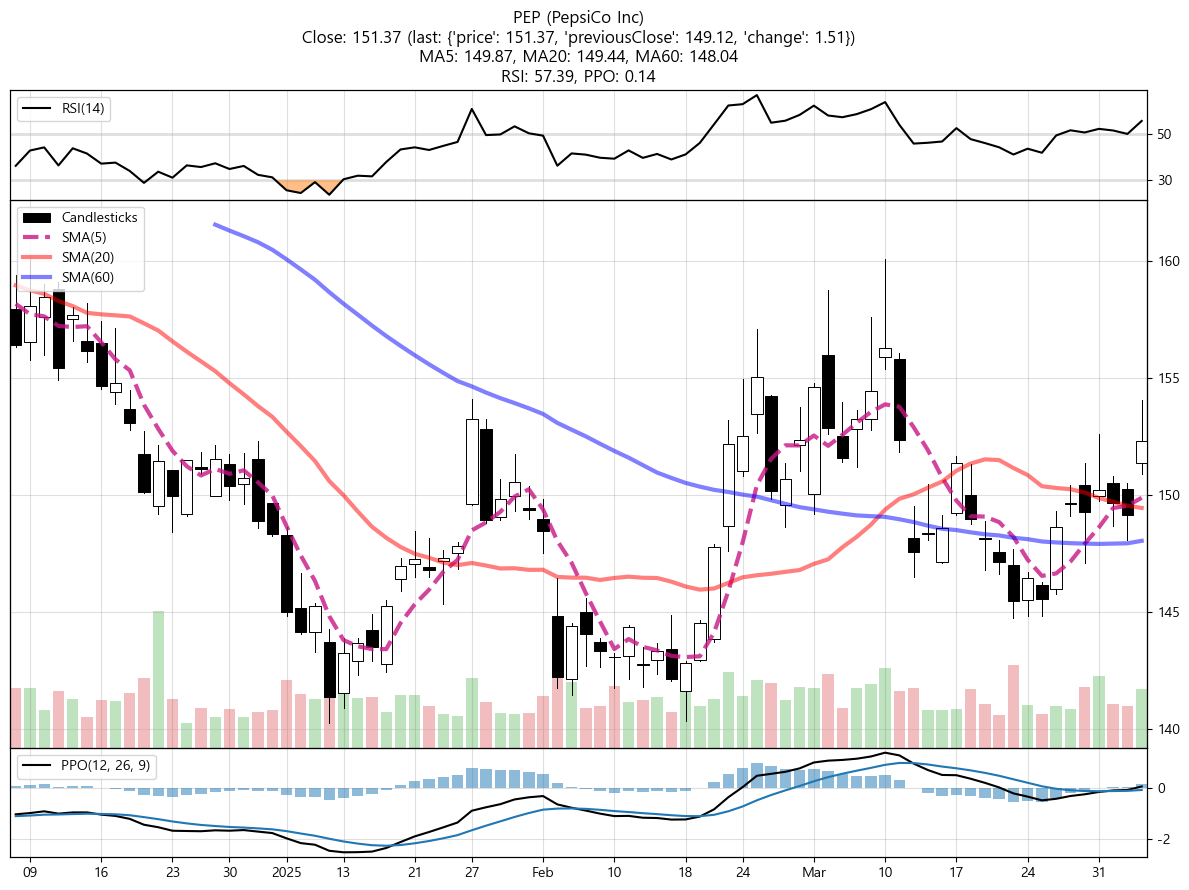 PEP (PepsiCo Inc)
Close: 151.37 (last: {'price': 151.37, 'previousClose': 149.12, 'change': 1.51})
MA5: 149.87, MA20: 149.44, MA60: 148.04
RSI: 57.39, PPO: 0.14
RSI(14)
50
30
Candlesticks
SMA(5)
SMA(20)
SMA(60)
160
155
150
145
140
PPO(12, 26, 9)
0
-2
09 16 23 30 2025 13 21 27 Feb 10 18 24 Mar 10 17 24 31